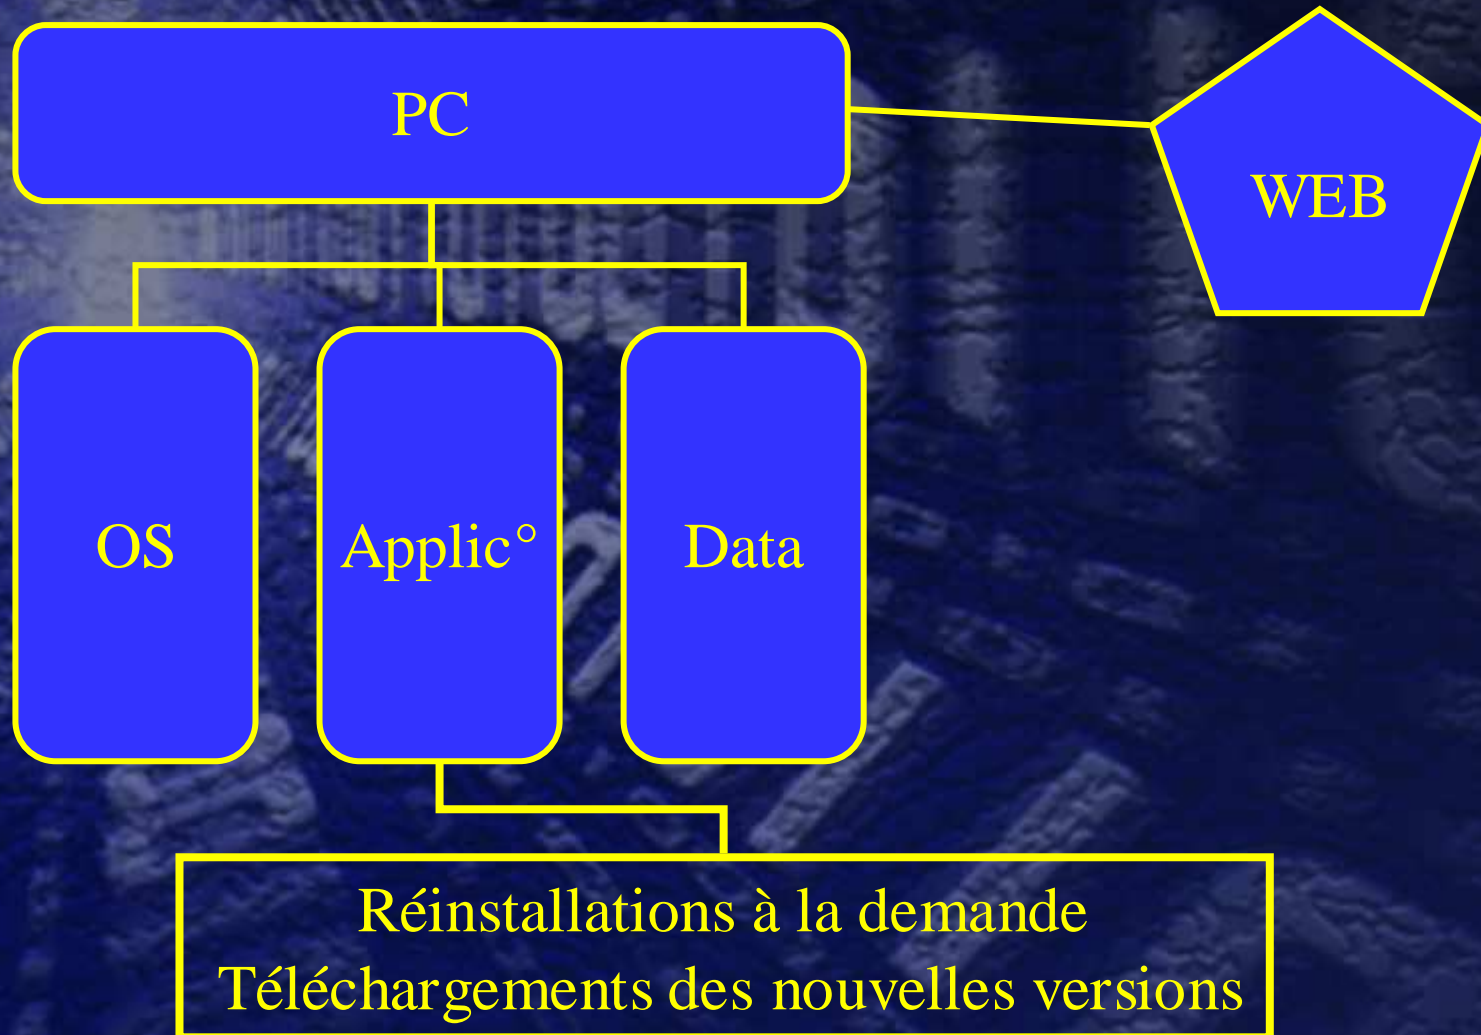 PC
WEB
OS
Applic°
Data
Réinstallations à la demande
Téléchargements des nouvelles versions